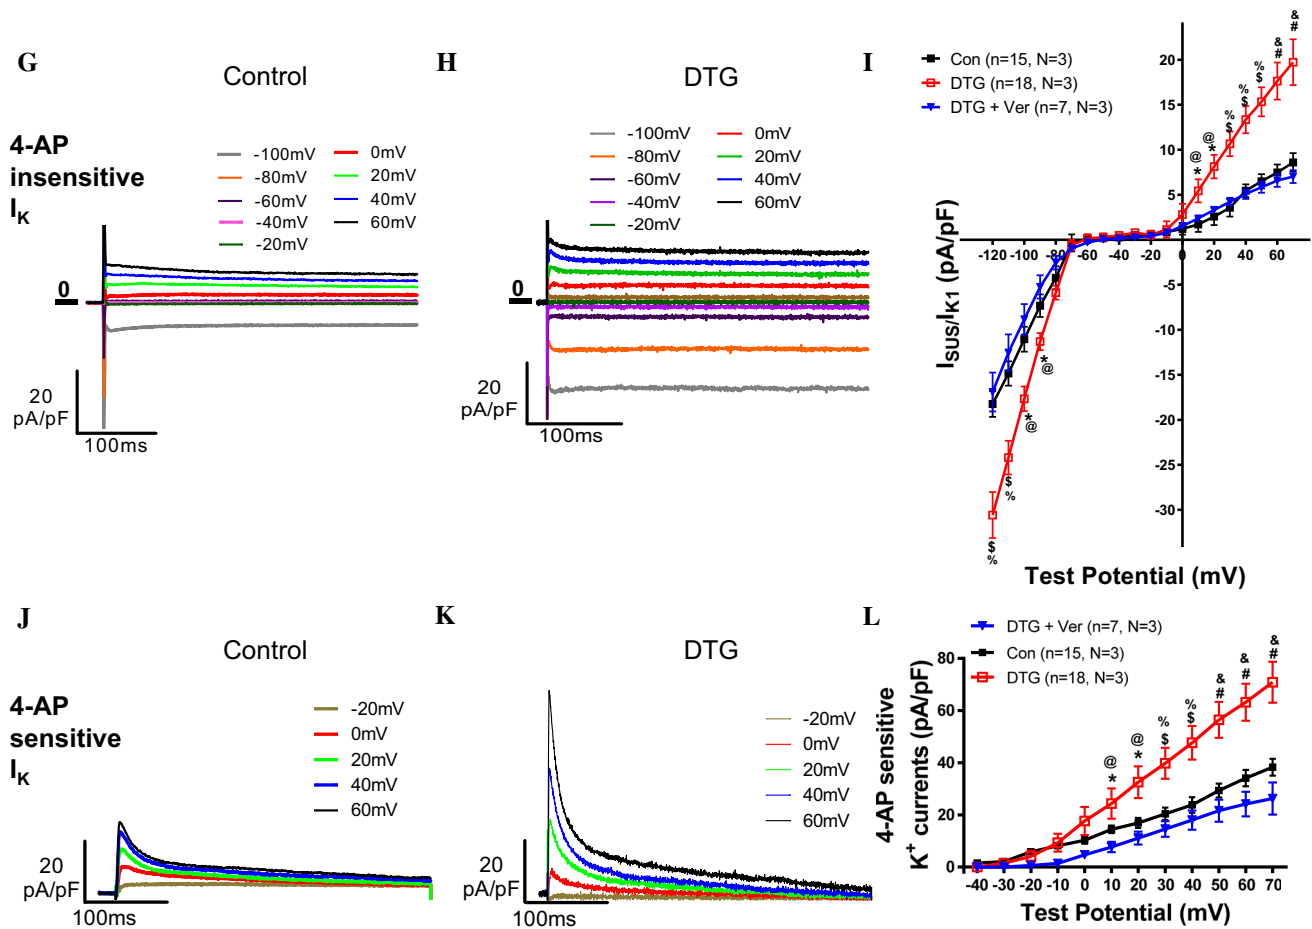 G
Control
4-AP
insensitive
I_K
-100mV
-80mV
-60mV
-40mV
-20mV
0mV
20mV
40mV
60mV
0
20
pA/pF
100ms
H
DTG
-100mV
-80mV
-60mV
-40mV
-20mV
0mV
20mV
40mV
60mV
0
20
pA/pF
100ms
I
Con (n=15, N=3)
DTG (n=18, N=3)
DTG + Ver (n=7, N=3)
I_SUS/I_K1 (pA/pF)
20
15
10
5
-5
-10
-15
-20
-25
-30
-120 -100 -80 -60 -40 -20 0 20 40 60
@
*
@
*
%
$
%
$
%
$
&
#
&
#
*
@
*
@
$
%
$
%
Test Potential (mV)
J
Control
4-AP
sensitive
I_K
-20mV
0mV
20mV
40mV
60mV
20
pA/pF
100ms
K
DTG
-20mV
0mV
20mV
40mV
60mV
20
pA/pF
100ms
L
DTG + Ver (n=7, N=3)
Con (n=15, N=3)
DTG (n=18, N=3)
4-AP sensitive
K⁺ currents (pA/pF)
80
60
40
20
0
@
*
@
*
%
$
%
$
&
#
&
#
&
#
-40 -30 -20 -10 0 10 20 30 40 50 60 70
Test Potential (mV)